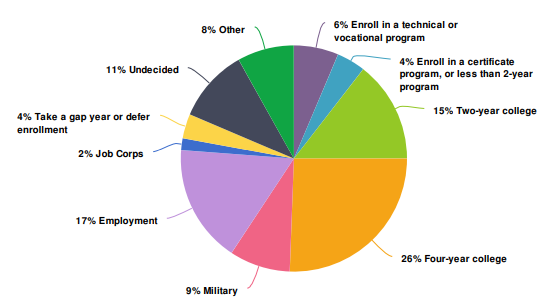 8% Other
6% Enroll in a technical or
vocational program
4% Enroll in a certificate
program, or less than 2-year
program
15% Two-year college
26% Four-year college
9% Military
17% Employment
2% Job Corps
4% Take a gap year or defer
enrollment
11% Undecided